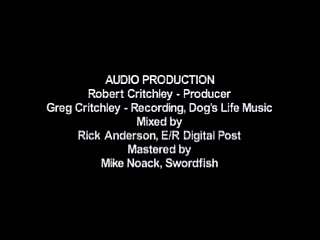 AUDIO PRODUCTION
Robert Critchley - Producer
Greg Critchley - Recording, Dog's Life Music
Mixed by
Rick Anderson, E/R Digital Post
Mastered by
Mike Noack, Swordfish